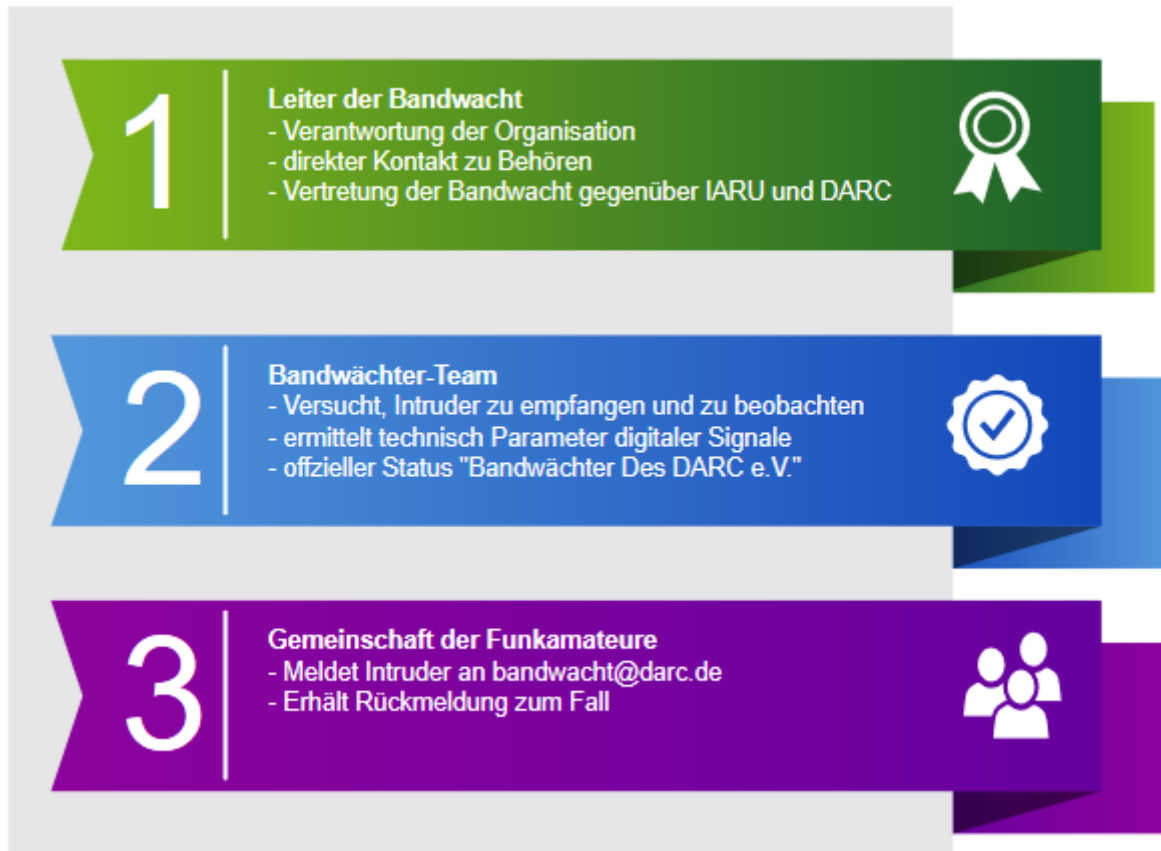 1
Leiter der Bandwacht
- Verantwortung der Organisation
- direkter Kontakt zu Behören
- Vertretung der Bandwacht gegenüber IARU und DARC
2
Bandwächter-Team
- Versucht, Intruder zu empfangen und zu beobachten
- ermittelt technisch Parameter digitaler Signale
- offzieller Status "Bandwächter Des DARC e.V."
3
Gemeinschaft der Funkamateure
- Meldet Intruder an bandwacht@darc.de
- Erhält Rückmeldung zum Fall